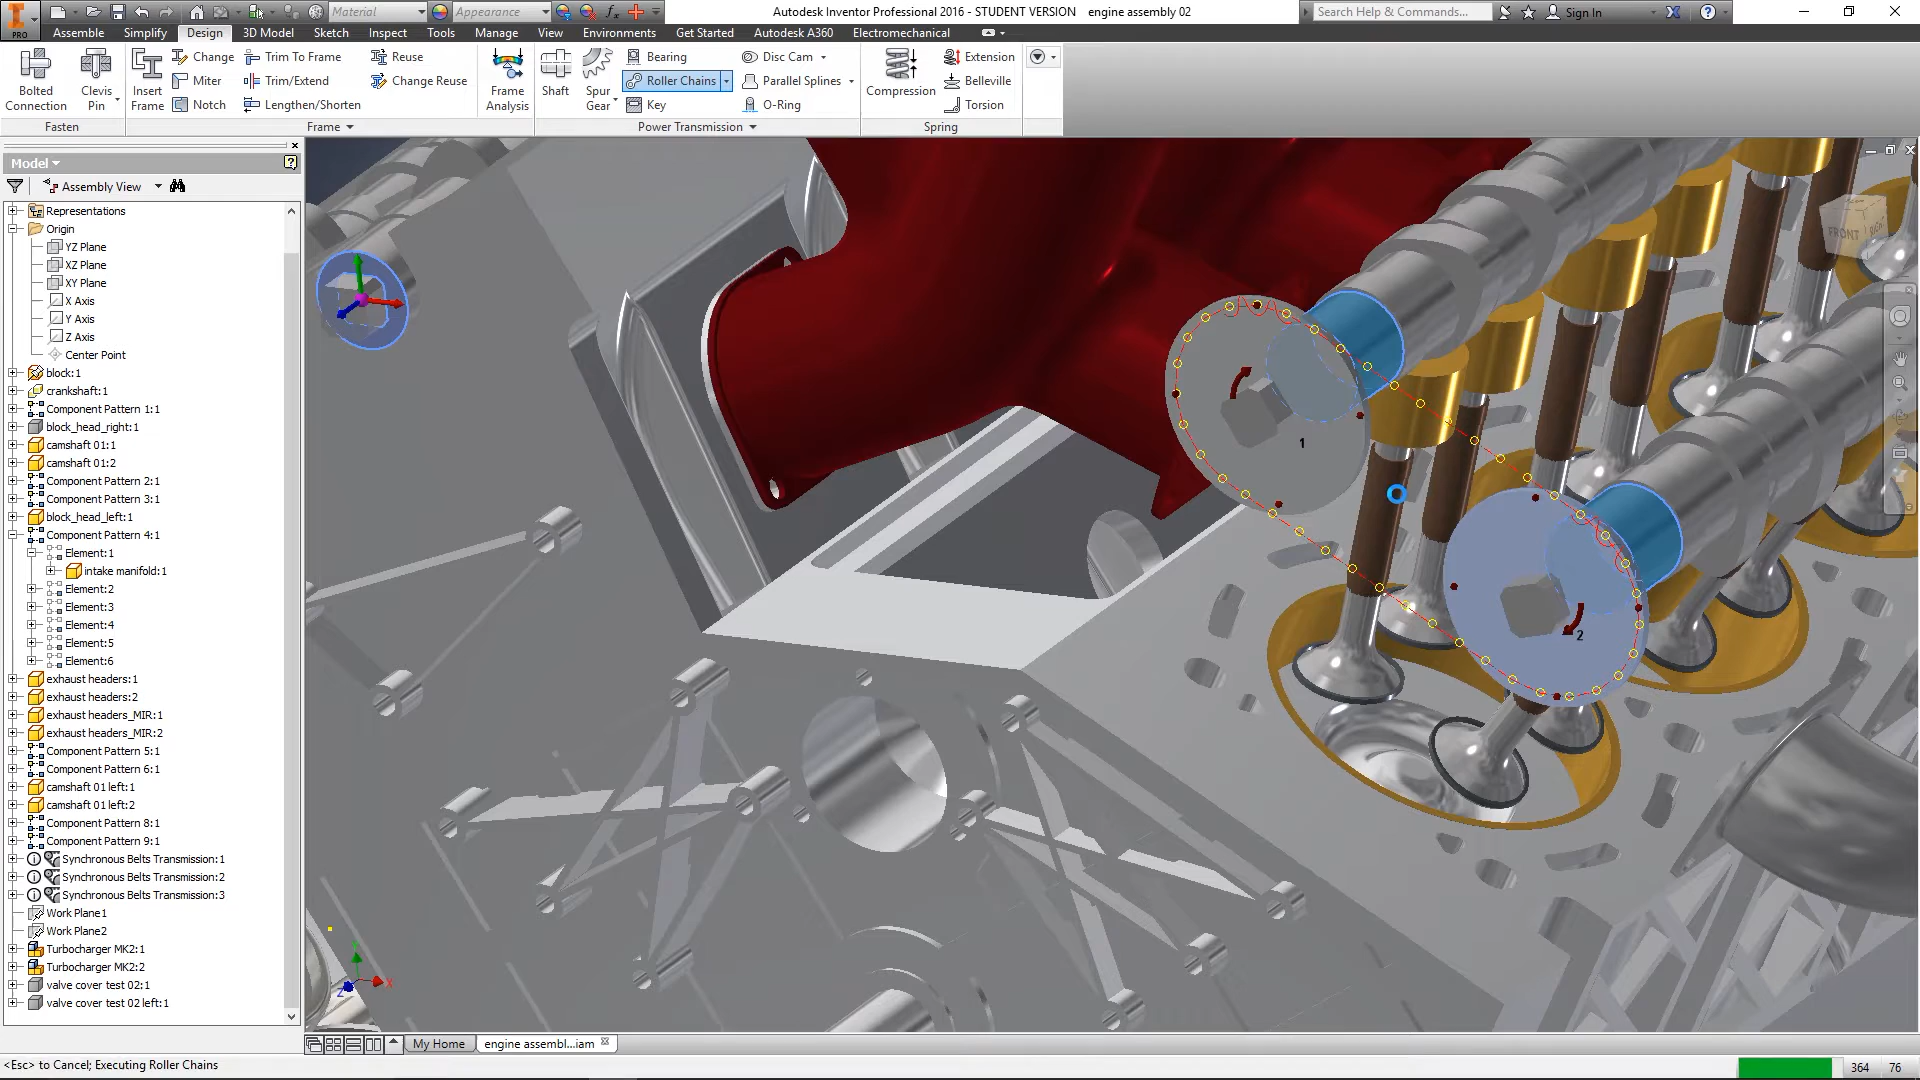 Material
Appearance
Autodesk Inventor Professional 2016 - STUDENT VERSION engine assembly 02
Search Help & Commands...
Sign In
PRO
Assemble
Simplify
Design
3D Model
Sketch
Inspect
Tools
Manage
View
Environments
Get Started
Autodesk A360
Electromechanical
Bolted Connection
Clevis Pin
Insert Frame
Change
Miter
Notch
Trim To Frame
Trim/Extend
Lengthen/Shorten
Reuse
Change Reuse
Frame Analysis
Shaft
Spur Gear
Bearing
Roller Chains
Key
Disc Cam
Parallel Splines
O-Ring
Compression
Extension
Belleville
Torsion
Fasten
Frame
Power Transmission
Spring
Model
Assembly View
Representations
Origin
YZ Plane
XZ Plane
XY Plane
X Axis
Y Axis
Z Axis
Center Point
block:1
crankshaft:1
Component Pattern 1:1
block_head_right:1
camshaft 01:1
camshaft 01:2
Component Pattern 2:1
Component Pattern 3:1
block_head_left:1
Component Pattern 4:1
Element:1
intake manifold:1
Element:2
Element:3
Element:4
Element:5
Element:6
exhaust headers:1
exhaust headers:2
exhaust headers_MIR:1
exhaust headers_MIR:2
Component Pattern 5:1
Component Pattern 6:1
camshaft 01 left:1
camshaft 01 left:2
Component Pattern 8:1
Component Pattern 9:1
Synchronous Belts Transmission:1
Synchronous Belts Transmission:2
Synchronous Belts Transmission:3
Work Plane1
Work Plane2
Turbocharger MK2:1
Turbocharger MK2:2
valve cover test 02:1
valve cover test 02 left:1
FRONT
1
2
X
Z
My Home
engine assembl...iam
<Esc> to Cancel; Executing Roller Chains
364
76